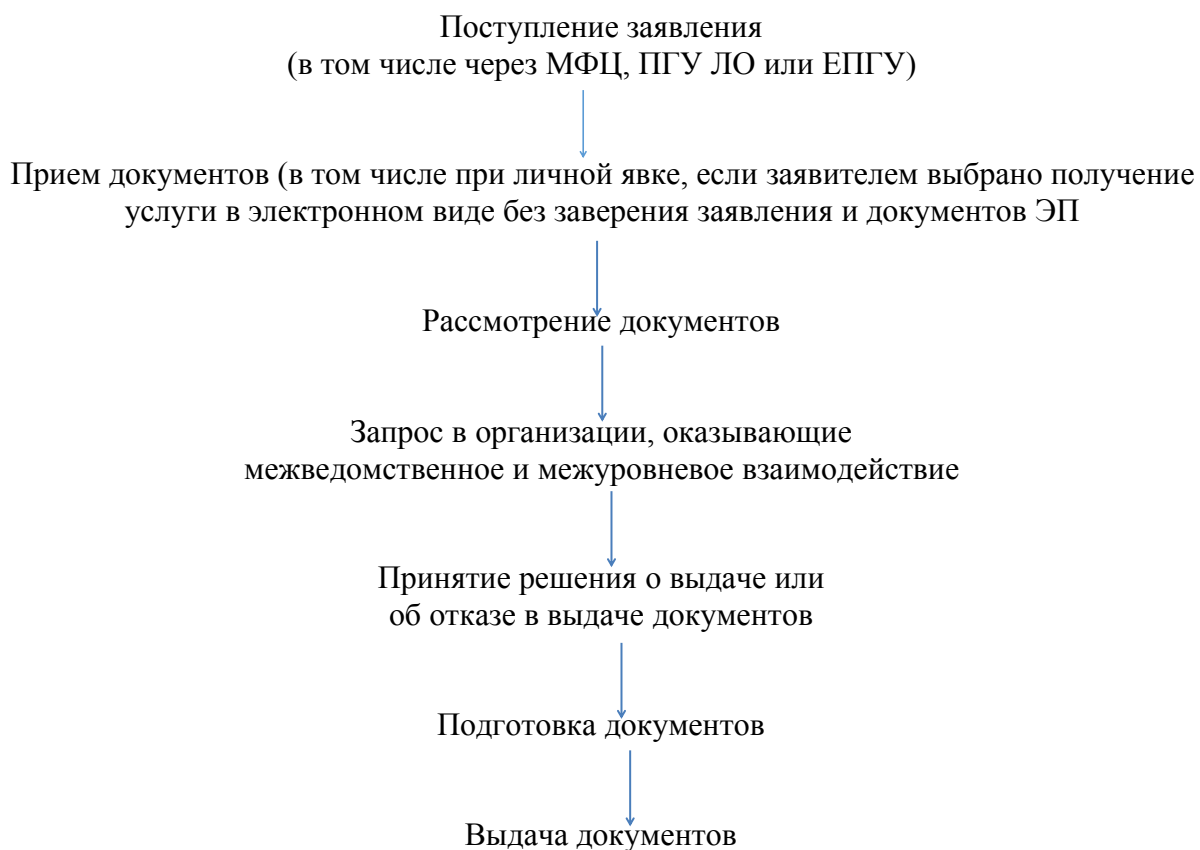 Поступление заявления
(в том числе через МФЦ, ПГУ ЛО или ЕПГУ)
Прием документов (в том числе при личной явке, если заявителем выбрано получение
услуги в электронном виде без заверения заявления и документов ЭП
Рассмотрение документов
Запрос в организации, оказывающие
межведомственное и межуровневое взаимодействие
Принятие решения о выдаче или
об отказе в выдаче документов
Подготовка документов
Выдача документов